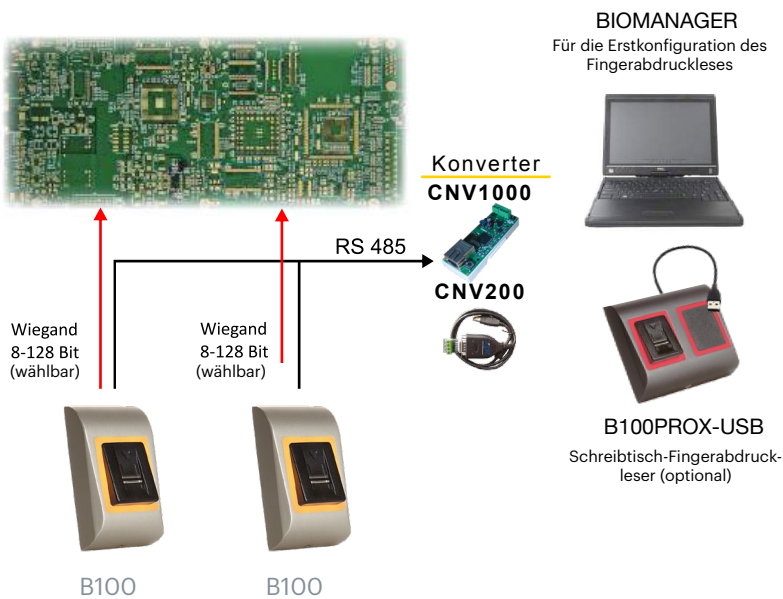 BIOMANAGER
Für die Erstkonfiguration des
Fingerabdruckleses
Konverter
CNV1000
RS 485
CNV200
Wiegand
8-128 Bit
(wählbar)
Wiegand
8-128 Bit
(wählbar)
B100PROX-USB
Schreibtisch-Fingerabdruck-
leser (optional)
B100
B100